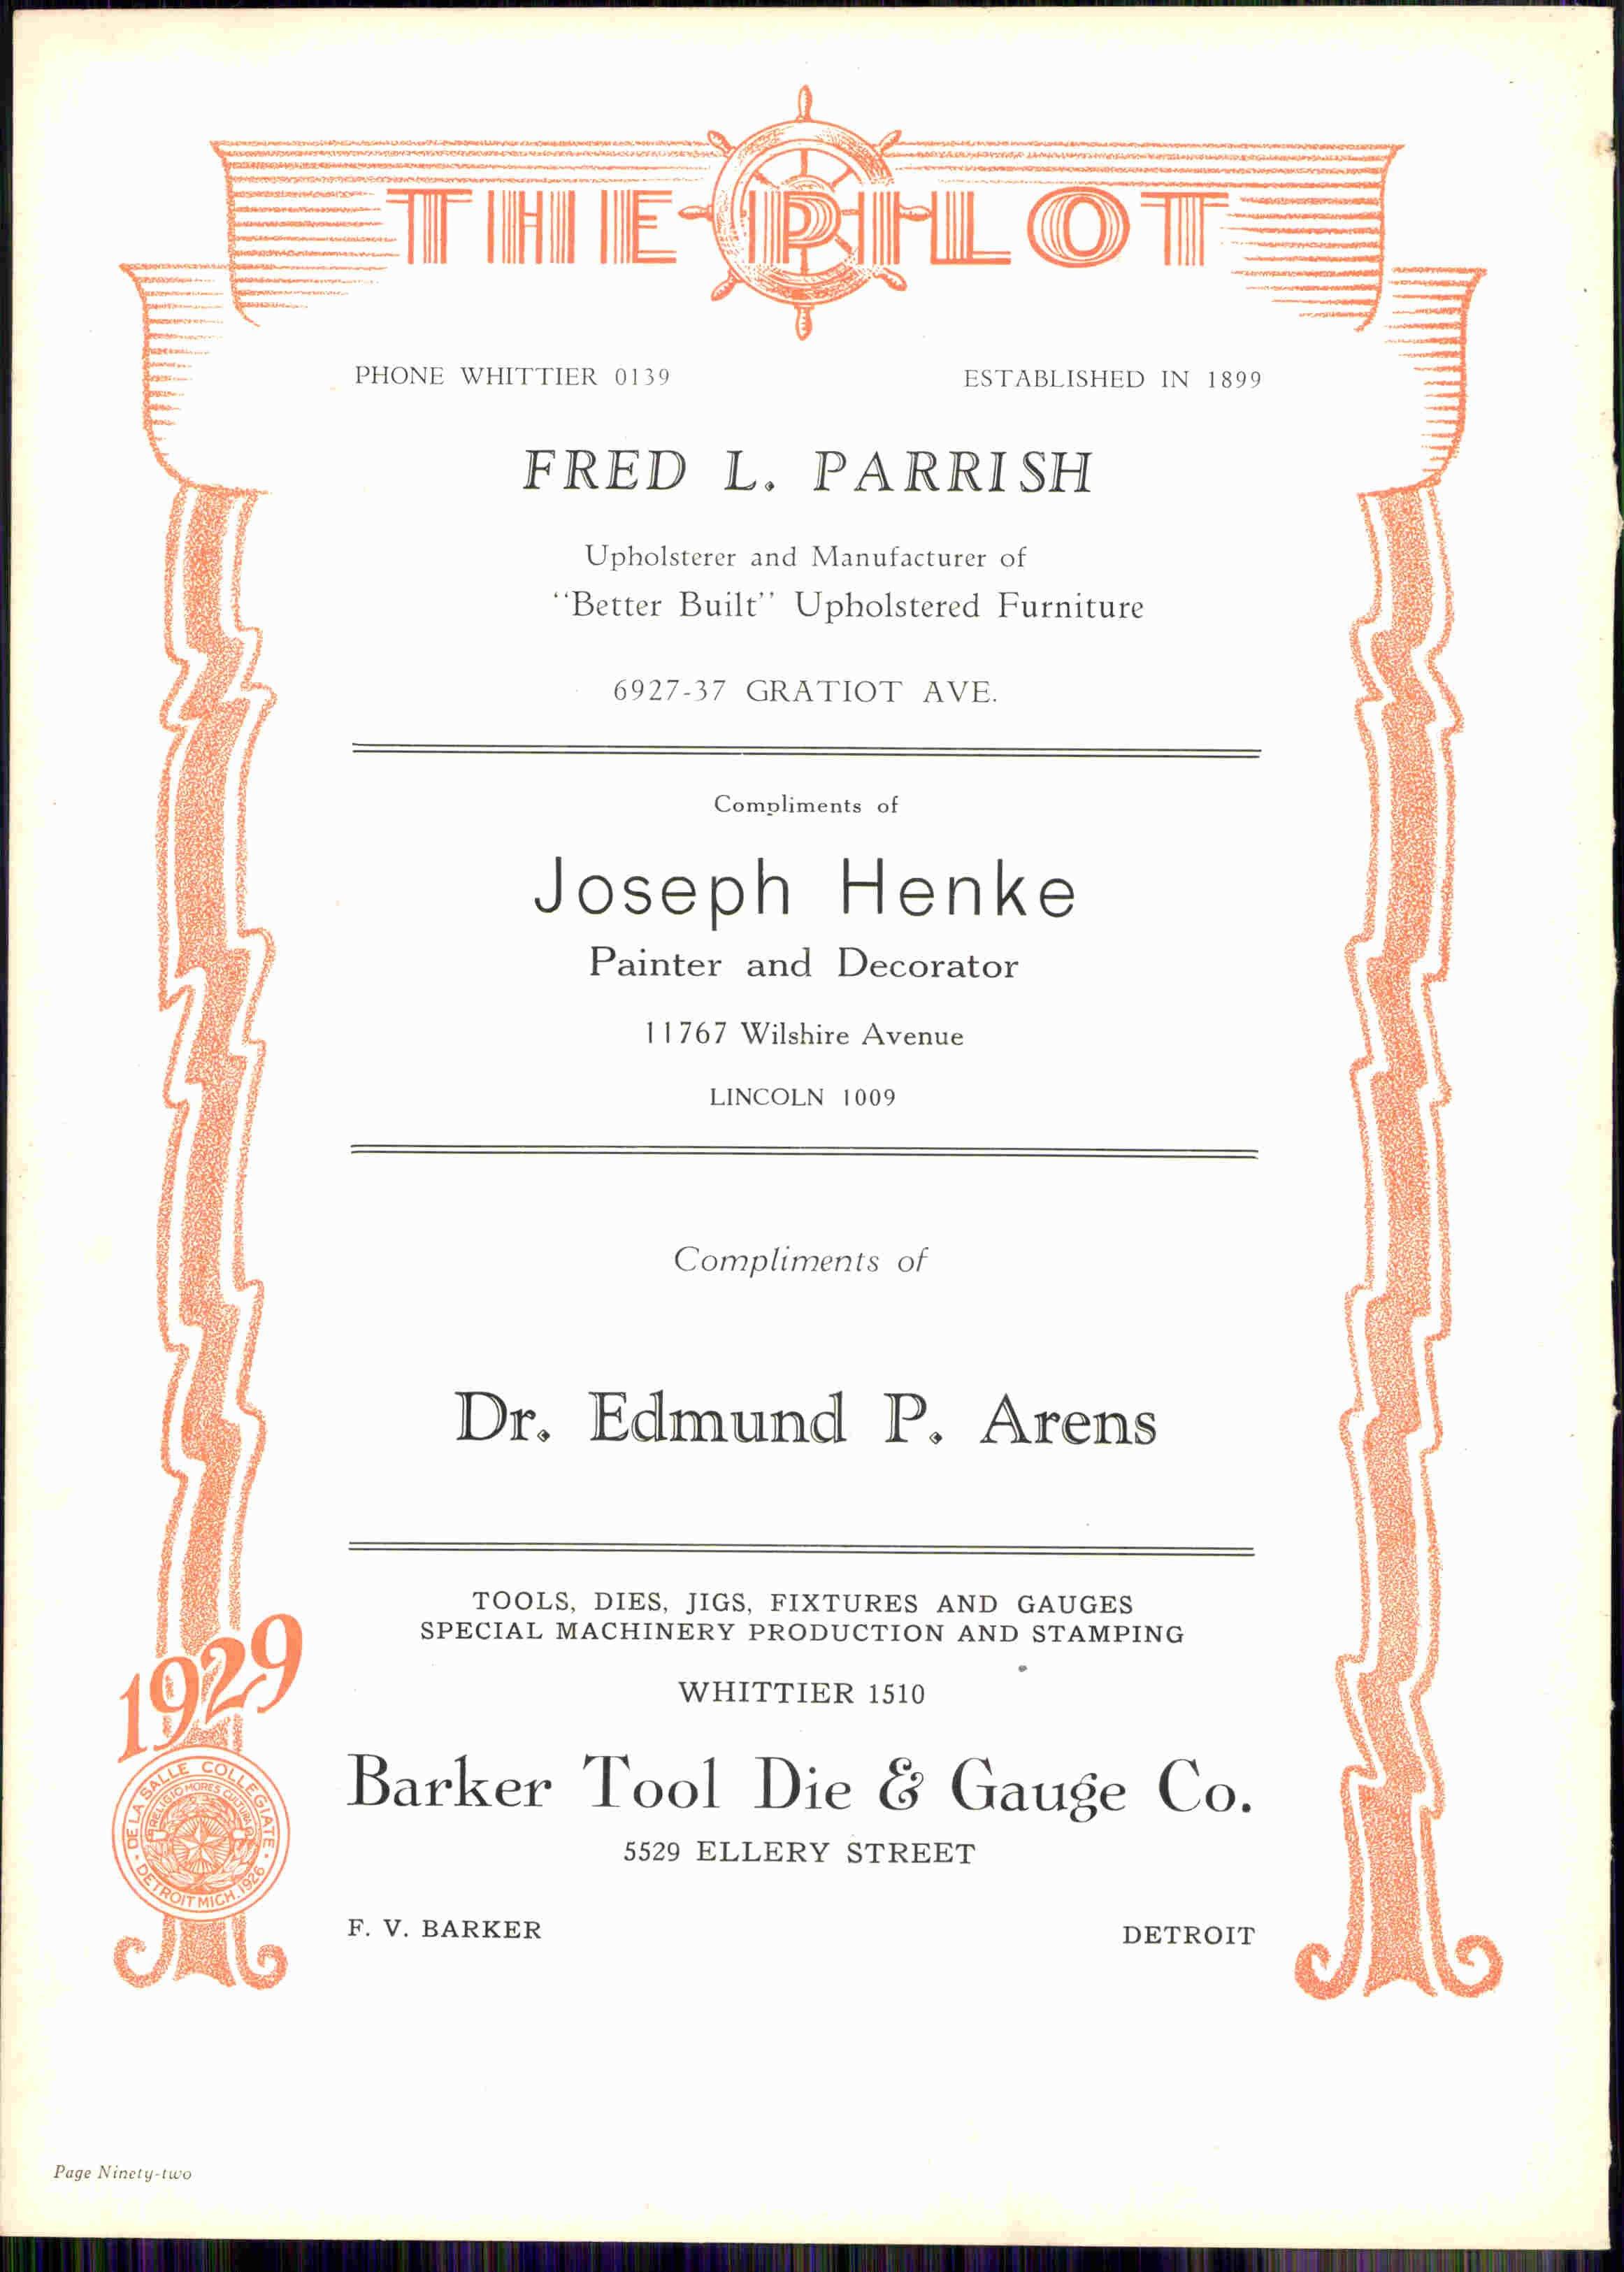 THE PILOT
PHONE WHITTIER 0139
ESTABLISHED IN 1899
FRED L. PARRISH
Upholsterer and Manufacturer of
"Better Built" Upholstered Furniture
6927-37 GRATIOT AVE.
Compliments of
Joseph Henke
Painter and Decorator
11767 Wilshire Avenue
LINCOLN 1009
Compliments of
Dr. Edmund P. Arens
TOOLS, DIES, JIGS, FIXTURES AND GAUGES
SPECIAL MACHINERY PRODUCTION AND STAMPING
WHITTIER 1510
Barker Tool Die & Gauge Co.
5529 ELLERY STREET
F. V. BARKER
DETROIT
1929
DE LA SALLE COLLEGIATE
RELIGIO MORES CULTURA
DETROIT MICH. 1926
Page Ninety-two